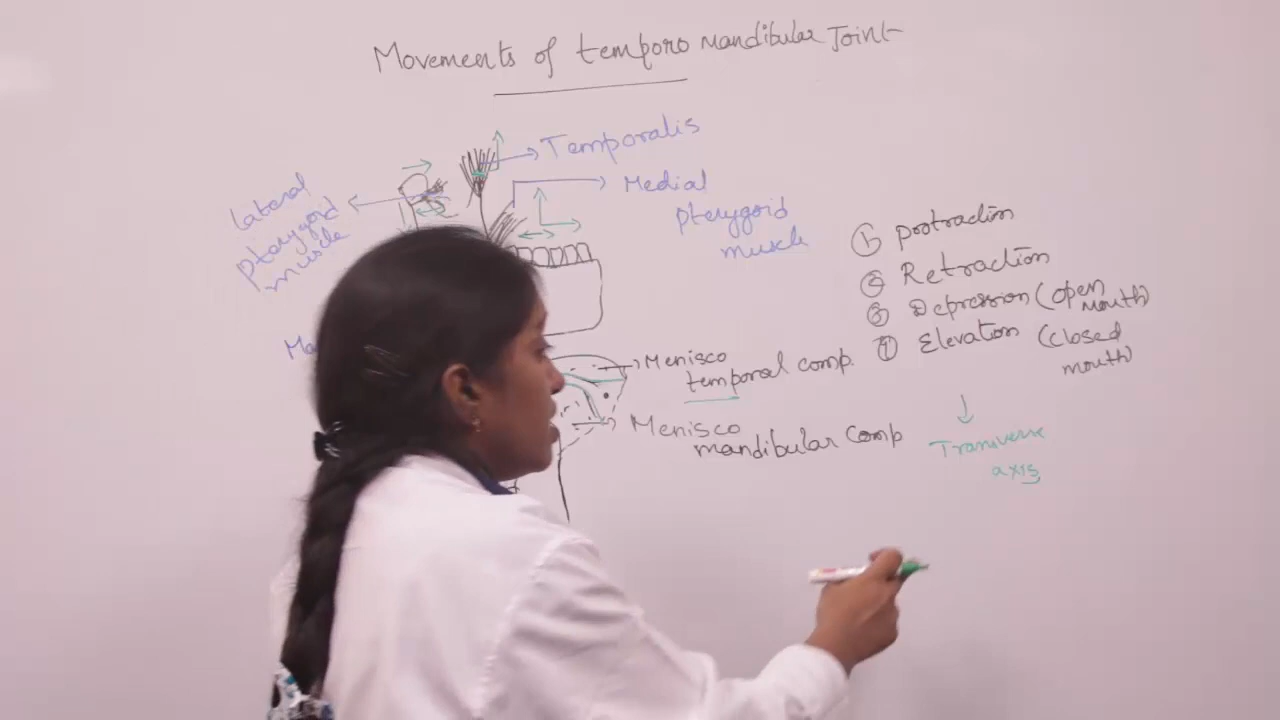 Movements of temporo mandibular Joint
Temporalis
Medial
pterygoid
muscle
lateral
pterygoid
muscle
① protraction
② Retraction
③ Depression (open
mouth)
④ Elevation (closed
mouth)
Menisco
temporal comp.
Menisco
mandibular comp
Transverse
axis